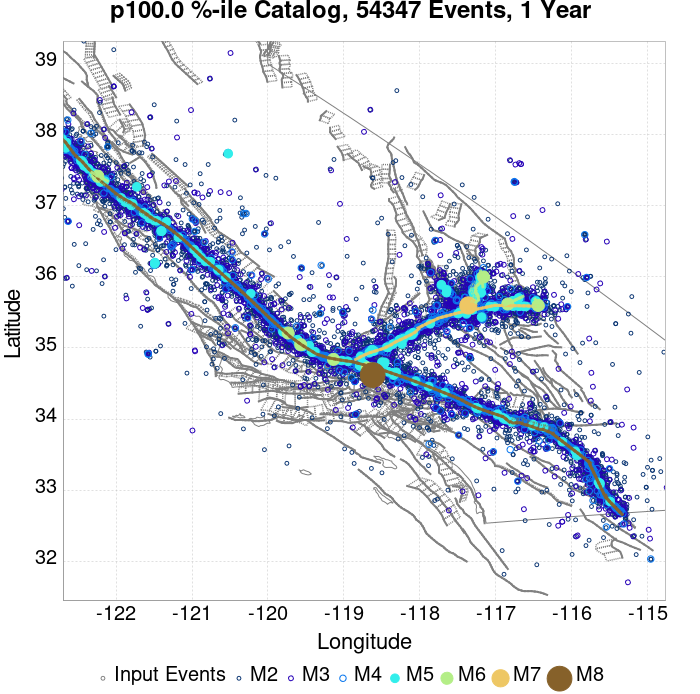 p100.0 %-ile Catalog, 54347 Events, 1 Year
39
38
37
36
35
34
33
32
Latitude
-122 -121 -120 -119 -118 -117 -116 -115
Longitude
Input Events M2 M3 M4 M5 M6 M7 M8